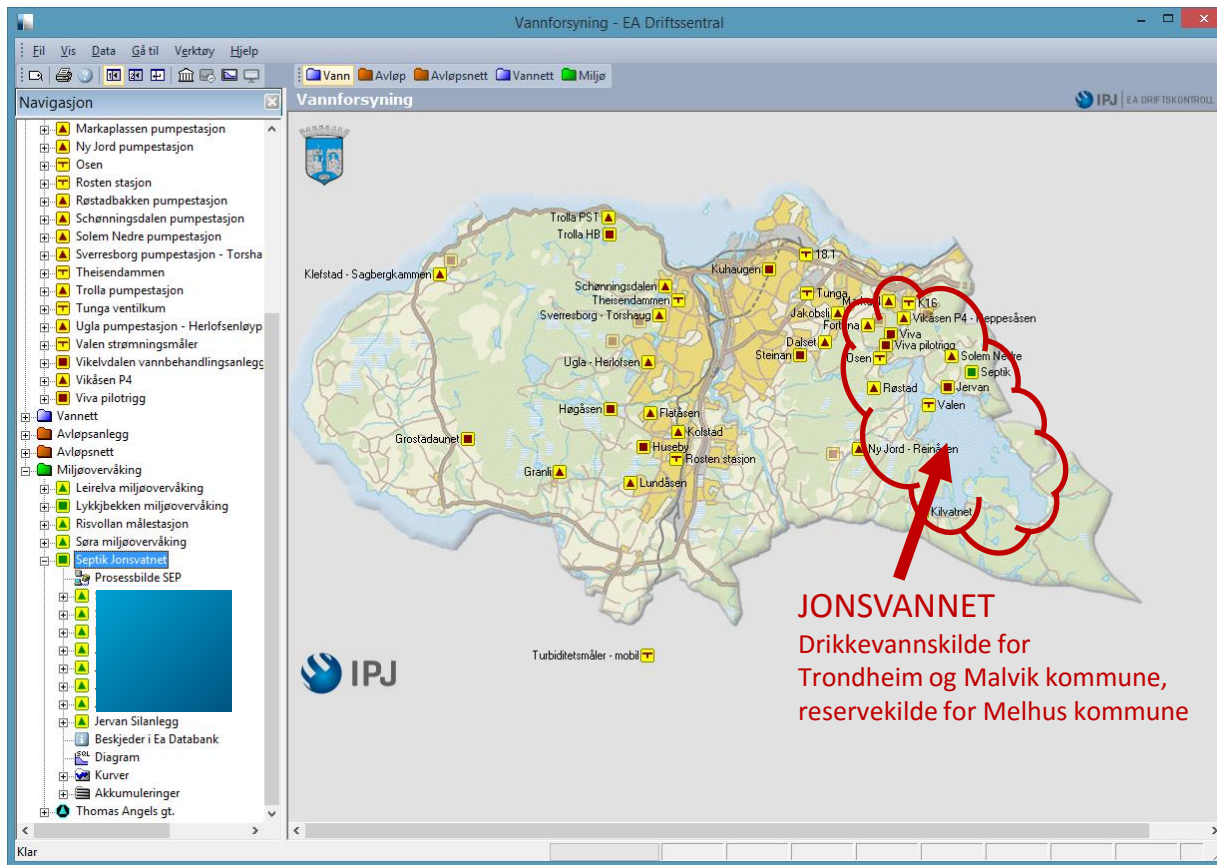 Vannforsyning - EA Driftssentral
Fil Vis Data Gå til Verktøy Hjelp
Vann Avløp Avløpsnett Vannett Miljø
Navigasjon
Markaplassen pumpestasjon
Ny Jord pumpestasjon
Osen
Rosten stasjon
Røstadbakken pumpestasjon
Schønningsdalen pumpestasjon
Solem Nedre pumpestasjon
Sverresborg pumpestasjon - Torsha
Theisendammen
Trolla pumpestasjon
Tunga ventilkum
Ugla pumpestasjon - Herlofsenløyp
Valen strømningsmåler
Vikelvdalen vannbehandlingsanlegg
Vikåsen P4
Viva pilotrigg
Vannett
Avløpsanlegg
Avløpsnett
Miljøovervåking
Leirelva miljøovervåking
Lykkjbekken miljøovervåking
Risvollan målestasjon
Søra miljøovervåking
Septik Jonsvatnet
Prosessbilde SEP
Jervan Silanlegg
Beskjeder i Ea Databank
SQL Diagram
Kurver
Akkumuleringer
Thomas Angels gt.
Klar
Vannforsyning
IPJ EA DRIFTSKONTROLL
Trolla PST
Trolla HB
Klefstad - Sagbergkammen
Schønningsdalen
Theisendammen
Sverresborg - Torshaug
Ugla - Herlofsen
Høgåsen
Flatåsen
Kolstad
Grostadaunet
Huseby
Rosten stasjon
Granli
Lundåsen
Kuhaugen
18.1
Tunga
K16
Jakobsli
Vikåsen P4 - Reppesåsen
Fortuna
Viva
Dalset
Viva pilotrigg
Steinan
Osen
Solem Nedre
Septik
Røstad
Jervan
Valen
Ny Jord - Reinåsen
Kilvatnet
Turbiditetsmåler - mobil
IPJ
JONSVANNET
Drikkevannskilde for
Trondheim og Malvik kommune,
reservekilde for Melhus kommune